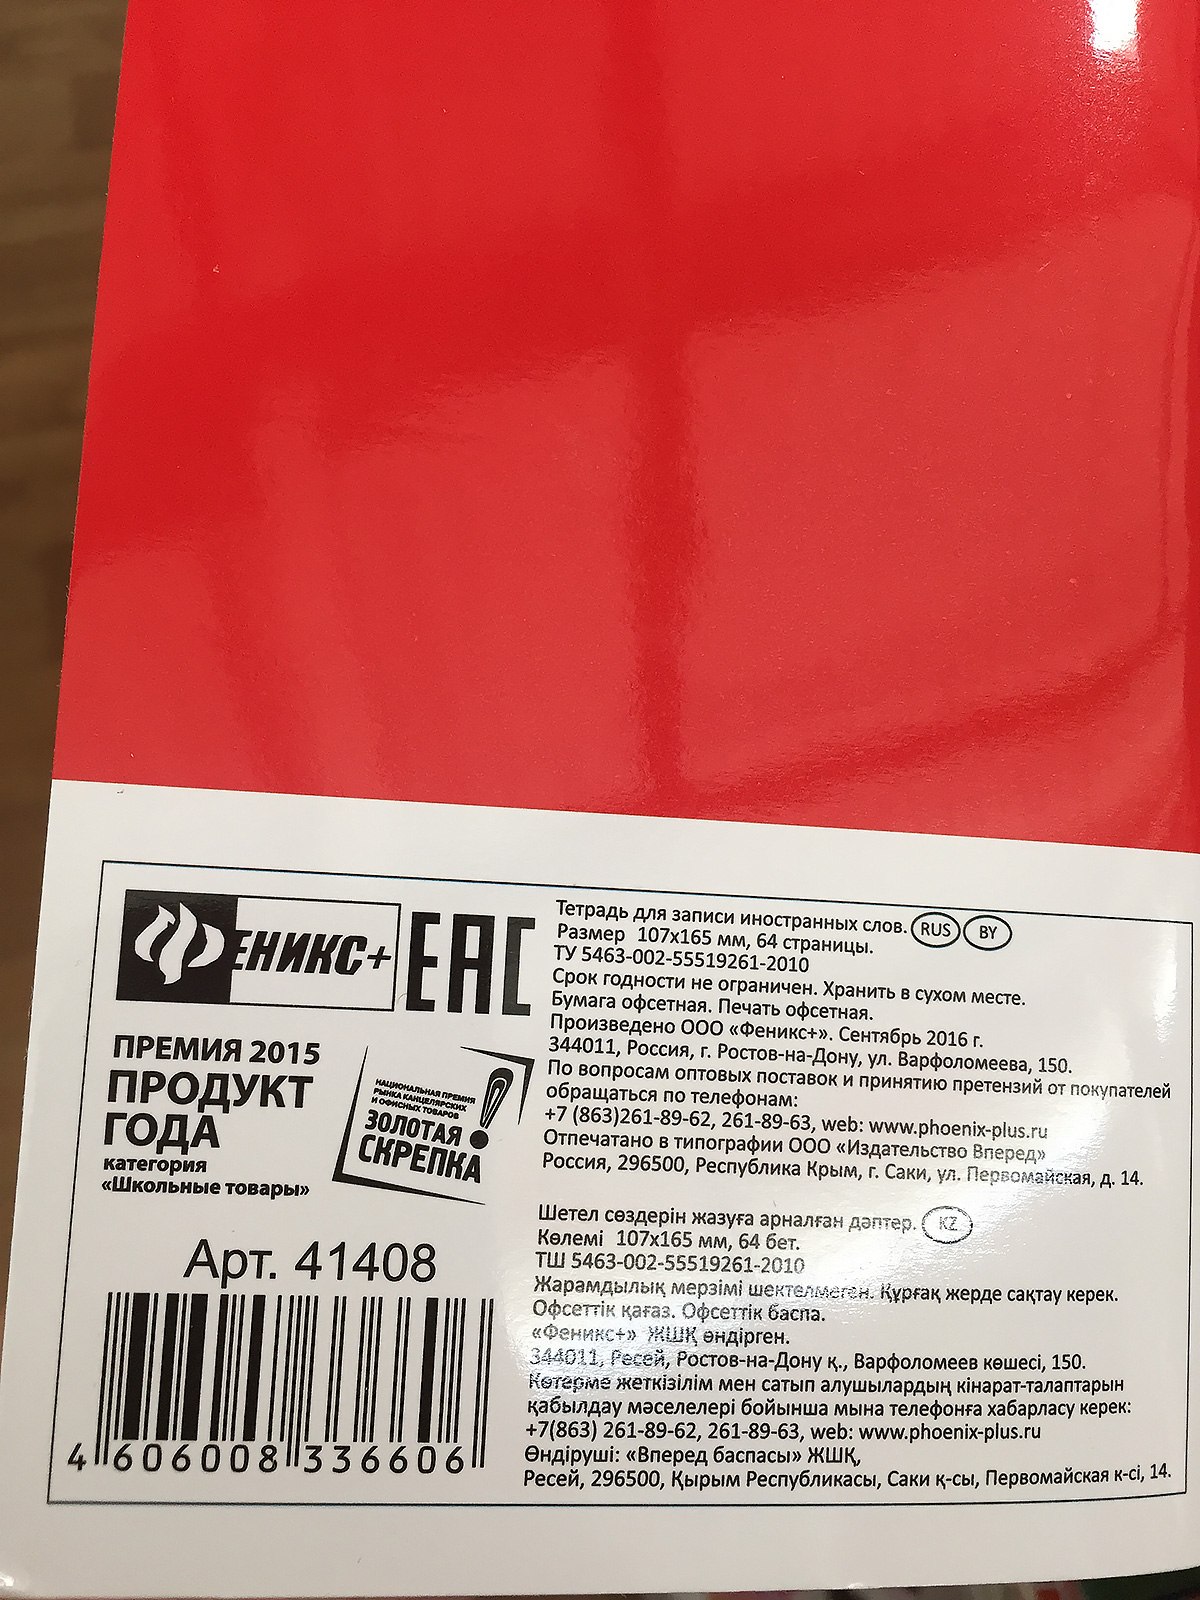 ФЕНИКС+
EAC
ПРЕМИЯ 2015
ПРОДУКТ
ГОДА
категория
«Школьные товары»
НАЦИОНАЛЬНАЯ ПРЕМИЯ
РЫНКА КАНЦЕЛЯРСКИХ
И ОФИСНЫХ ТОВАРОВ
ЗОЛОТАЯ
СКРЕПКА
Арт. 41408
4 606008 336606
Тетрадь для записи иностранных слов. RUS BY
Размер 107х165 мм, 64 страницы.
ТУ 5463-002-55519261-2010
Срок годности не ограничен. Хранить в сухом месте.
Бумага офсетная. Печать офсетная.
Произведено ООО «Феникс+». Сентябрь 2016 г.
344011, Россия, г. Ростов-на-Дону, ул. Варфоломеева, 150.
По вопросам оптовых поставок и принятию претензий от покупателей
обращаться по телефонам:
+7 (863)261-89-62, 261-89-63, web: www.phoenix-plus.ru
Отпечатано в типографии ООО «Издательство Вперед»
Россия, 296500, Республика Крым, г. Саки, ул. Первомайская, д. 14.
Шетел сөздерін жазуға арналған дәптер. KZ
Көлемі 107х165 мм, 64 бет.
ТШ 5463-002-55519261-2010
Жарамдылық мерзімі шектелмеген. Құрғақ жерде сақтау керек.
Офсеттік қағаз. Офсеттік баспа.
«Феникс+» ЖШҚ өндірген.
344011, Ресей, Ростов-на-Дону қ., Варфоломеев көшесі, 150.
Көтерме жеткізілім мен сатып алушылардың кінарат-талаптарын
қабылдау мәселелері бойынша мына телефонға хабарласу керек:
+7(863) 261-89-62, 261-89-63, web: www.phoenix-plus.ru
Өндіруші: «Вперед баспасы» ЖШҚ,
Ресей, 296500, Қырым Республикасы, Саки қ-сы, Первомайская к-сі, 14.